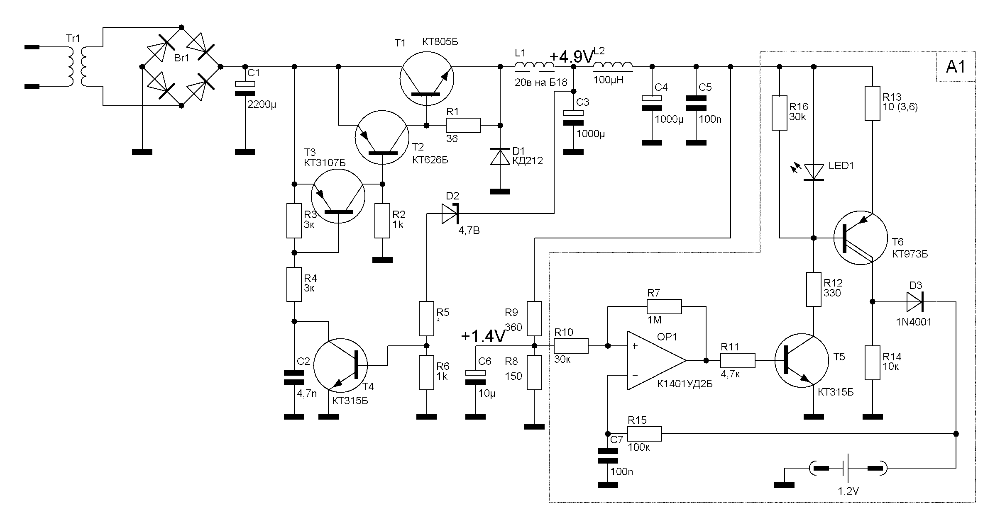 Tr1
Br1
C1
2200µ
T1
КТ805Б
L1
20в на Б18
+4.9V
L2
100µH
C3
1000µ
C4
1000µ
C5
100n
A1
R13
10 (3,6)
R16
30k
R1
36
T2
КТ626Б
D1
КД212
T3
КТ3107Б
LED1
D2
4,7В
R3
3к
R2
1k
T6
КТ973Б
R4
3к
R12
330
D3
1N4001
R5
*
R9
360
R7
1M
+1.4V
R10
30к
OP1
К1401УД2Б
R11
4,7к
T5
КТ315Б
R14
10к
C2
4,7n
T4
КТ315Б
R6
1k
C6
10µ
R8
150
R15
100к
C7
100n
+
−
1.2V